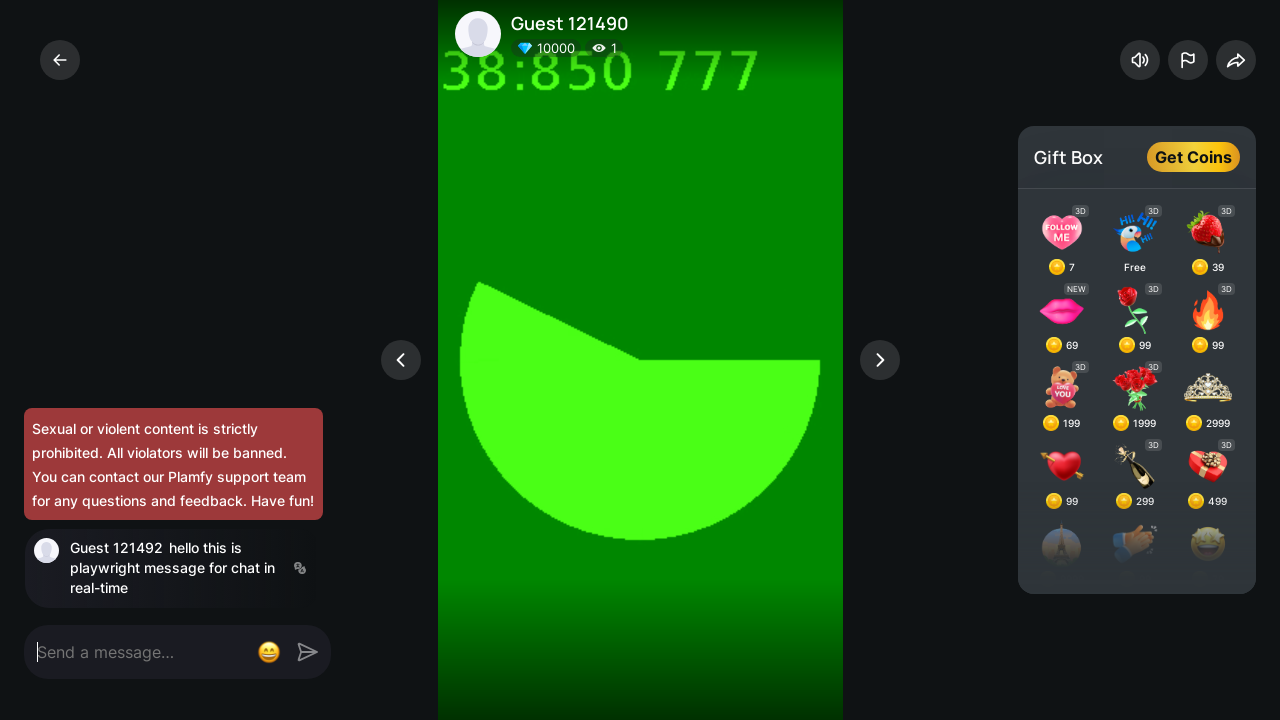 Guest 121490
10000 1
38:850 777
Gift Box
Get Coins
FOLLOW ME
3D
7
Hi! Hi! Hi!
3D
Free
3D
39
NEW
69
3D
99
3D
99
LOVE YOU
3D
199
3D
1999
2999
99
3D
299
3D
499
Sexual or violent content is strictly
prohibited. All violators will be banned.
You can contact our Plamfy support team
for any questions and feedback. Have fun!
Guest 121492 hello this is
playwright message for chat in
real-time
Send a message...